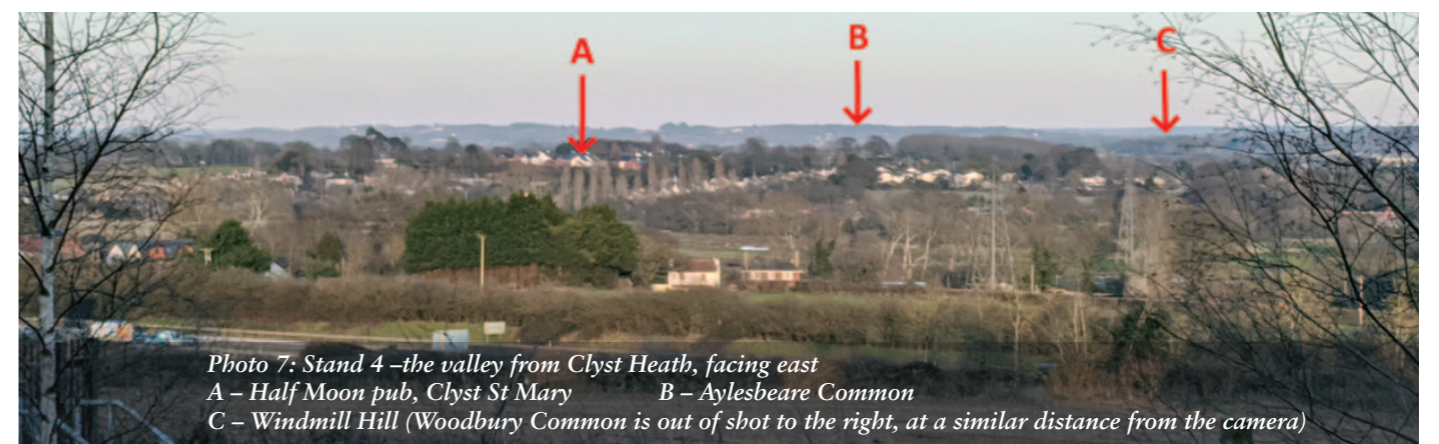 A
B
C
Photo 7: Stand 4 –the valley from Clyst Heath, facing east
A – Half Moon pub, Clyst St Mary B – Aylesbeare Common
C – Windmill Hill (Woodbury Common is out of shot to the right, at a similar distance from the camera)